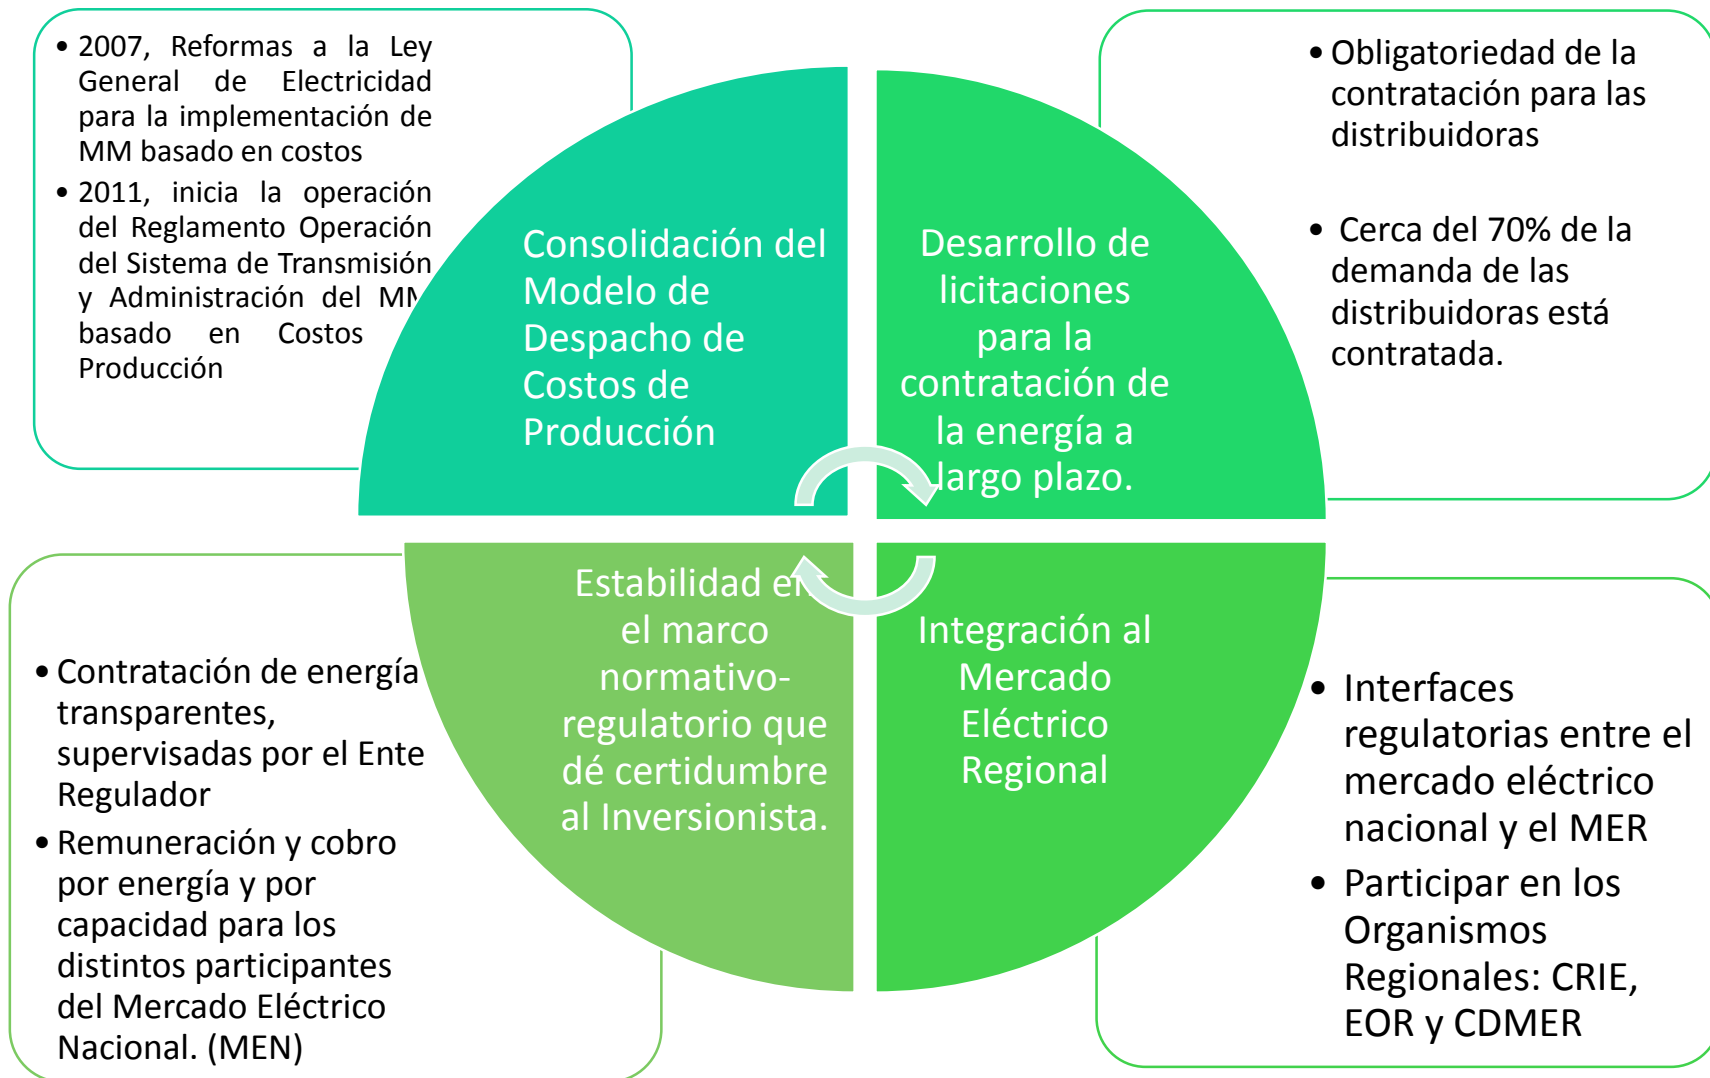 • 2007, Reformas a la Ley
General de Electricidad
para la implementación de
MM basado en costos
• 2011, inicia la operación
del Reglamento Operación
del Sistema de Transmisión
y Administración del MM
basado en Costos
Producción
Consolidación del
Modelo de
Despacho de
Costos de
Producción
Desarrollo de
licitaciones
para la
contratación de
la energía a
largo plazo.
• Obligatoriedad de la
contratación para las
distribuidoras
• Cerca del 70% de la
demanda de las
distribuidoras está
contratada.
• Contratación de energía
transparentes,
supervisadas por el Ente
Regulador
• Remuneración y cobro
por energía y por
capacidad para los
distintos participantes
del Mercado Eléctrico
Nacional. (MEN)
Estabilidad en
el marco
normativo-
regulatorio que
dé certidumbre
al Inversionista.
Integración al
Mercado
Eléctrico
Regional
• Interfaces
regulatorias entre el
mercado eléctrico
nacional y el MER
• Participar en los
Organismos
Regionales: CRIE,
EOR y CDMER